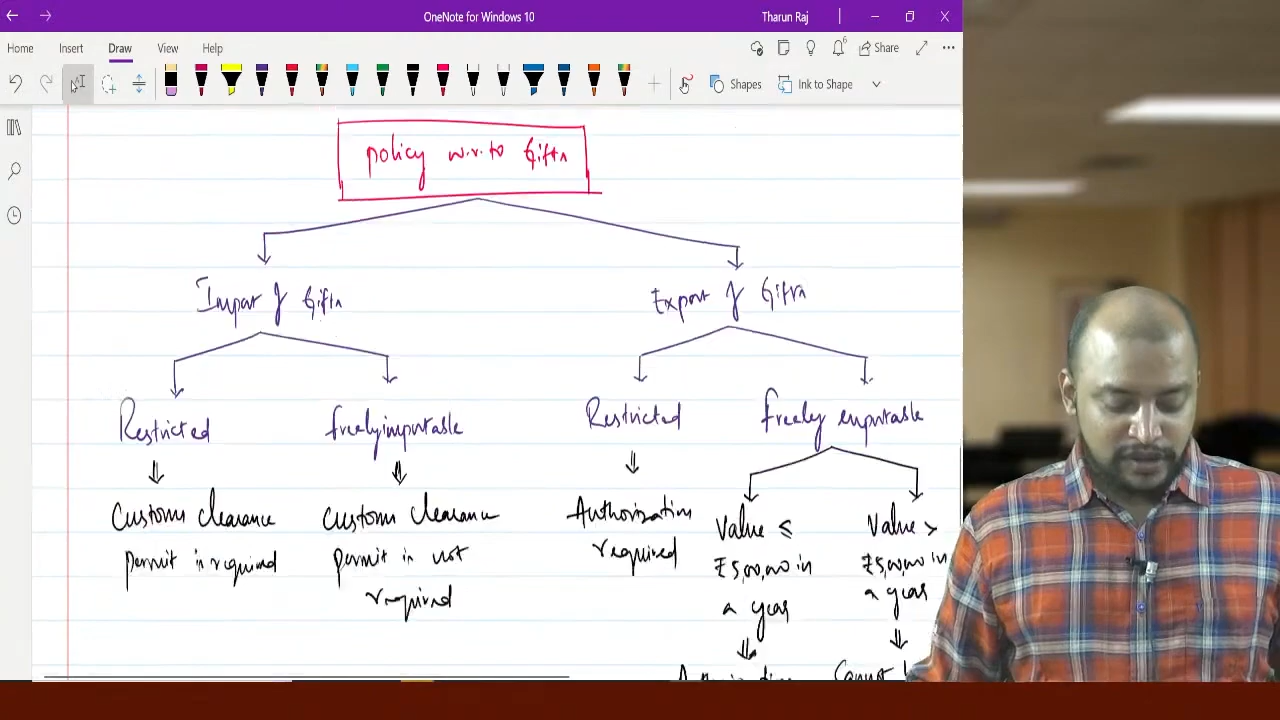 OneNote for Windows 10
Tharun Raj
Home Insert Draw View Help
6
Share
Shapes
Ink to Shape
policy w.r.to Gifts
Import of Gifts
Export of Gifts
Restricted
freely importable
Restricted
freely exportable
Custom clearance
permit is required
Custom clearance
permit is not
required
Authorization
required
Value ≤
₹5,00,000 in
a year
Value >
₹5,00,000 in
a year
Cannot